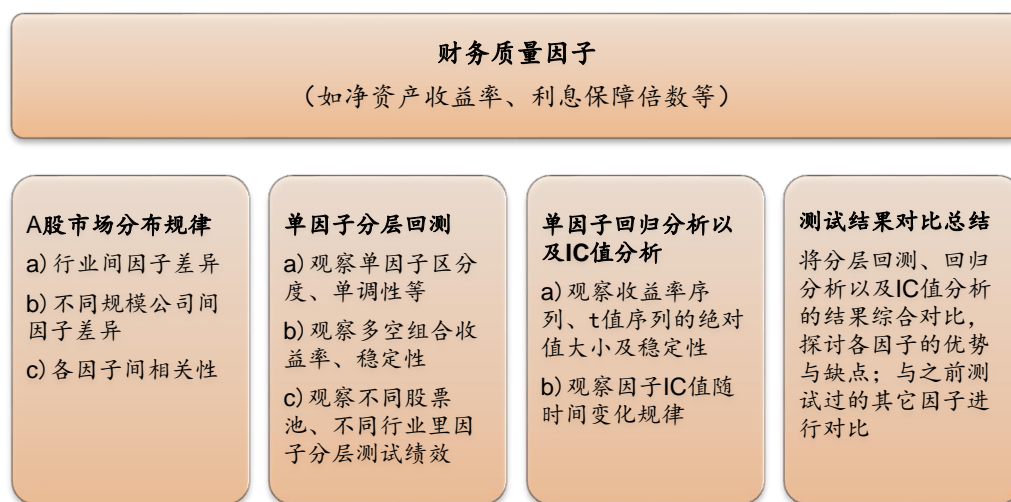 财务质量因子
（如净资产收益率、利息保障倍数等）
A股市场分布规律
a)行业间因子差异
b)不同规模公司间
因子差异
c)各因子间相关性
单因子分层回测
a)观察单因子区分
度、单调性等
b)观察多空组合收
益率、稳定性
c)观察不同股票
池、不同行业里因
子分层测试绩效
单因子回归分析以
及IC值分析
a)观察收益率序
列、t值序列的绝对
值大小及稳定性
b)观察因子IC值随
时间变化规律
测试结果对比总结
将分层回测、回归
分析以及IC值分析
的结果综合对比，
探讨各因子的优势
与缺点；与之前测
试过的其它因子进
行对比